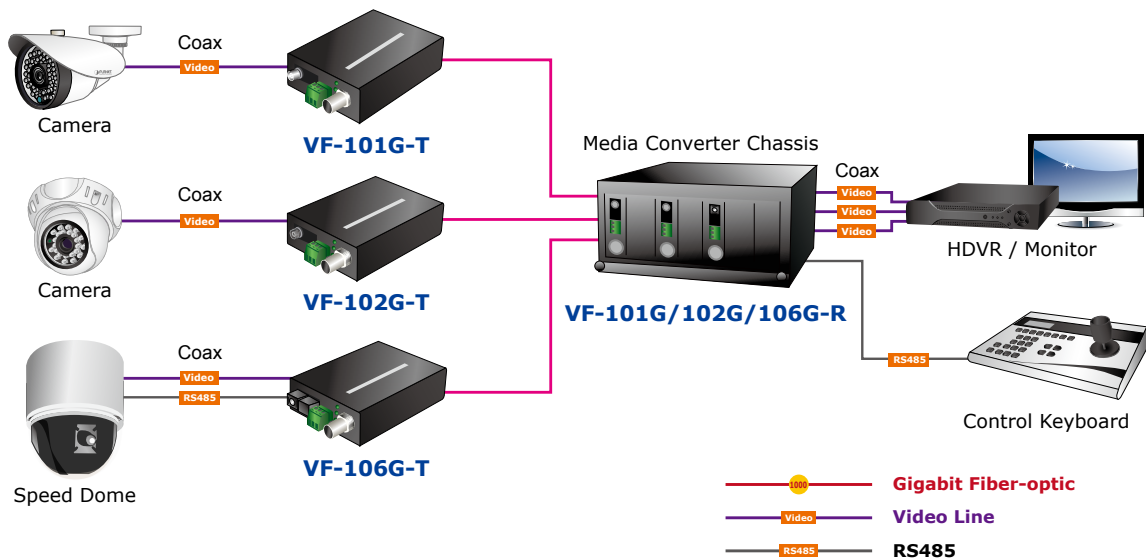 Coax
Video
Camera
VF-101G-T
Coax
Video
Camera
VF-102G-T
Coax
Video
RS485
Speed Dome
VF-106G-T
Media Converter Chassis
VF-101G/102G/106G-R
Coax
Video
Video
Video
HDVR / Monitor
RS485
Control Keyboard
1000 Gigabit Fiber-optic
Video Video Line
RS485 RS485